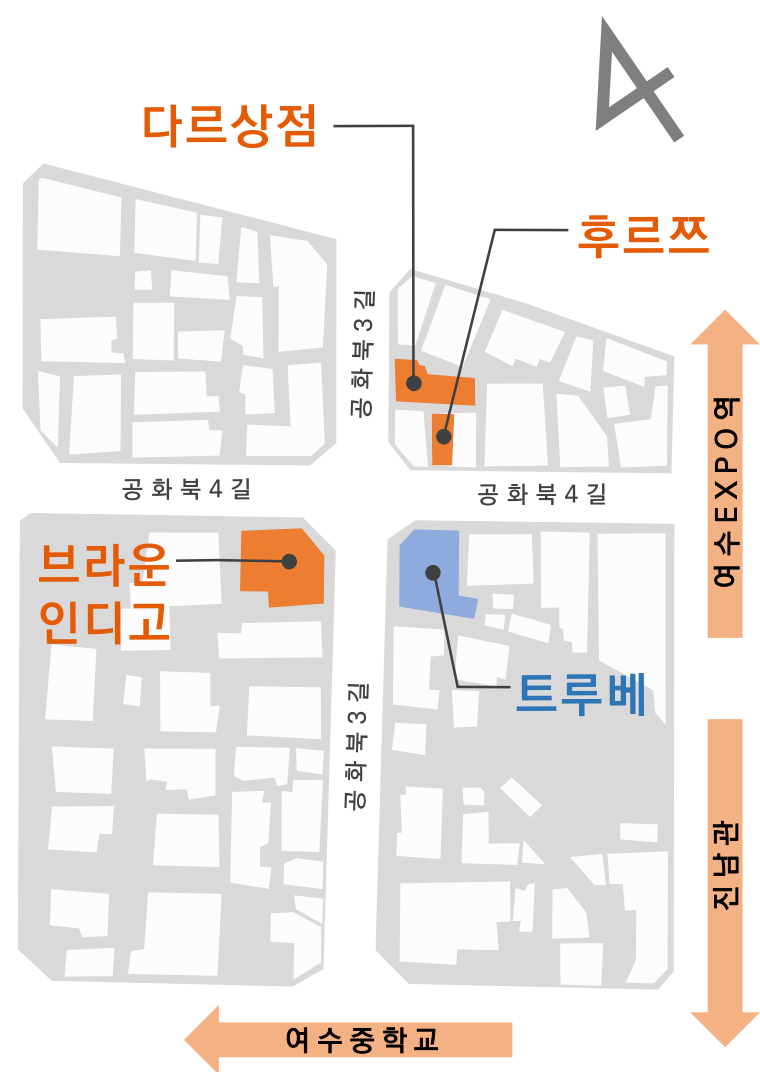 다르상점
후르쯔
공화북3길
여수EXPO역
공화북4길
공화북4길
브라운
인디고
트루베
공화북3길
진남관
여수중학교